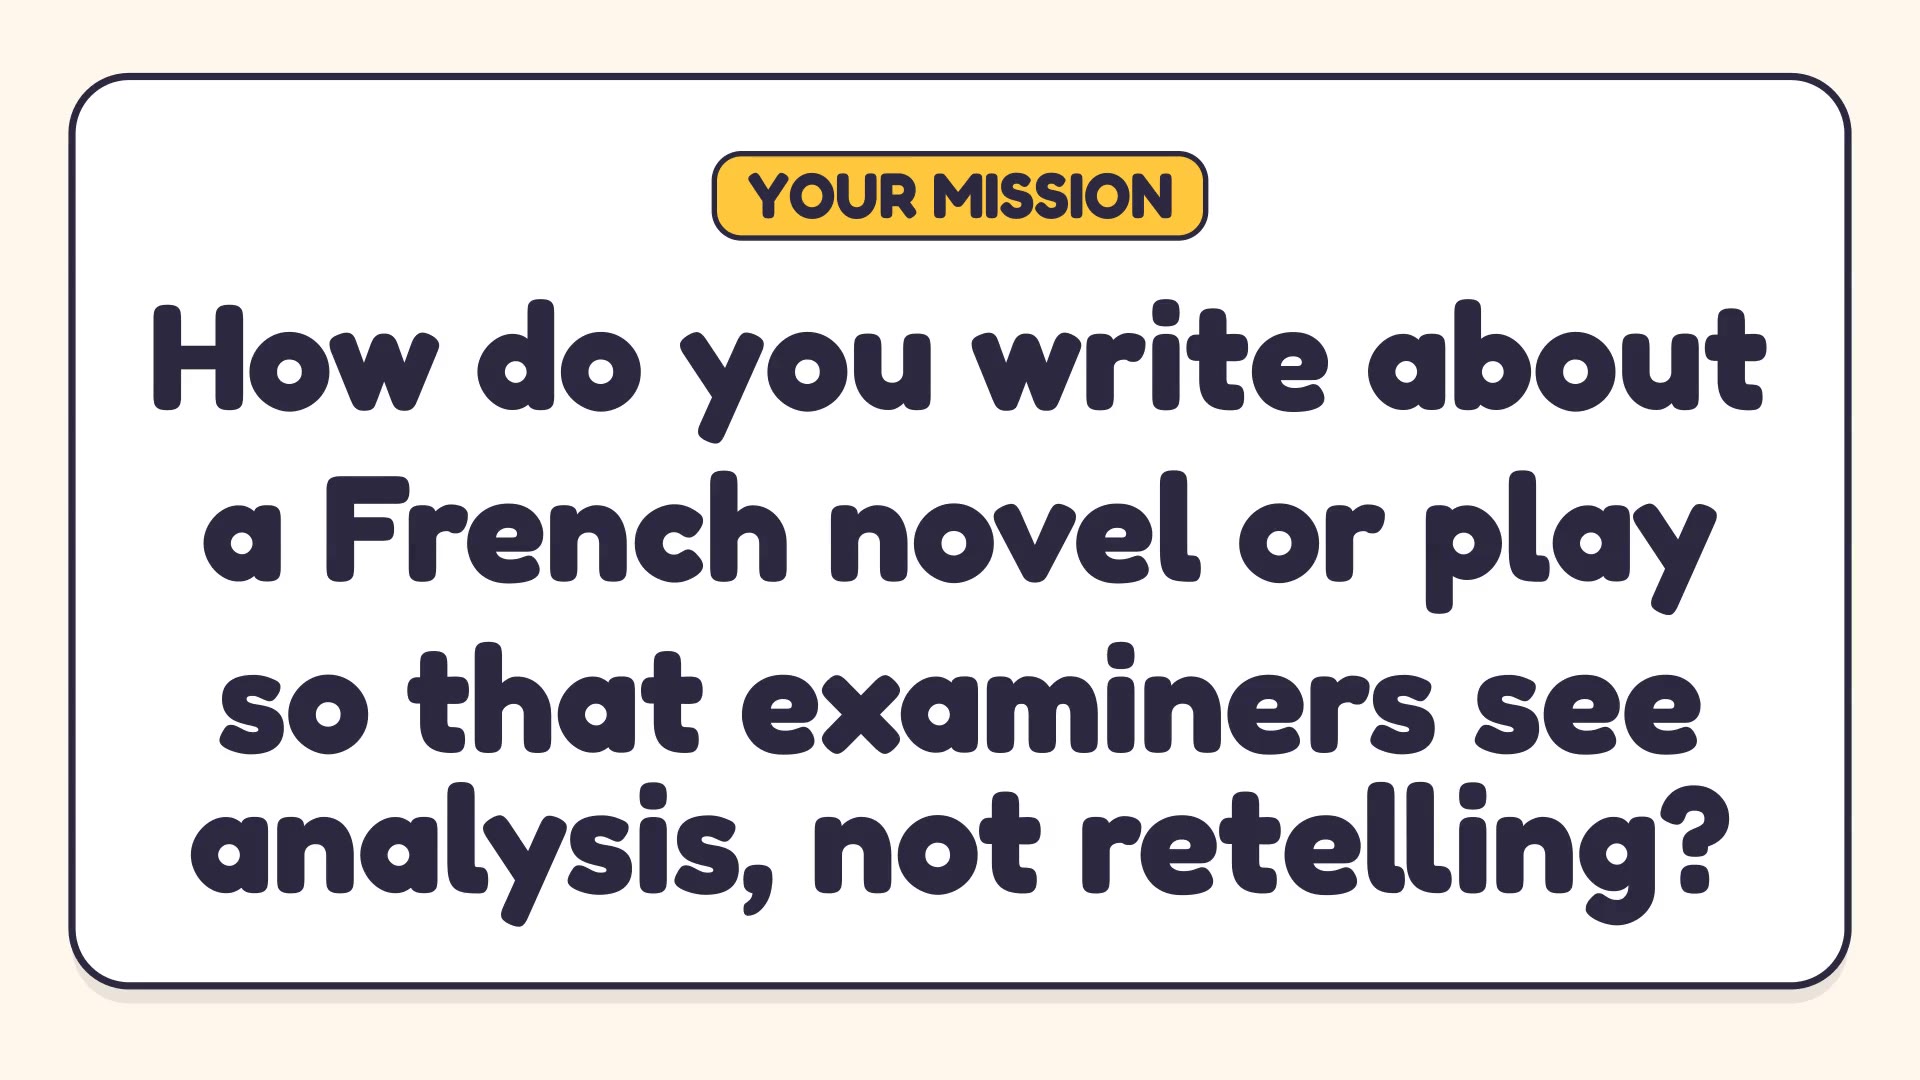 YOUR MISSION
How do you write about
a French novel or play
so that examiners see
analysis, not retelling?